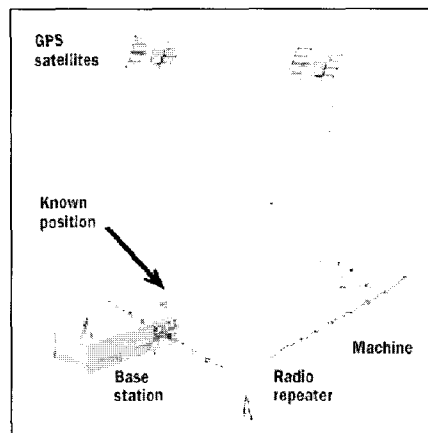 GPS
satellites
Known
position
Machine
Base
station
Radio
repeater